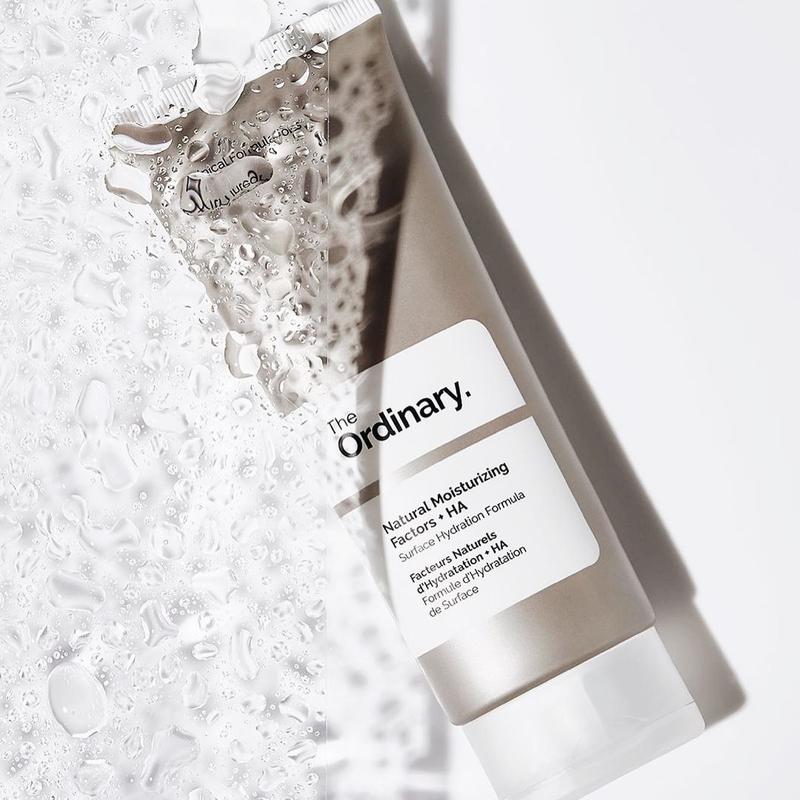 The
Ordinary.
Natural Moisturizing
Factors + HA
Surface Hydration Formula
Facteurs Naturels
d'Hydratation + HA
Formule d'Hydratation
de Surface